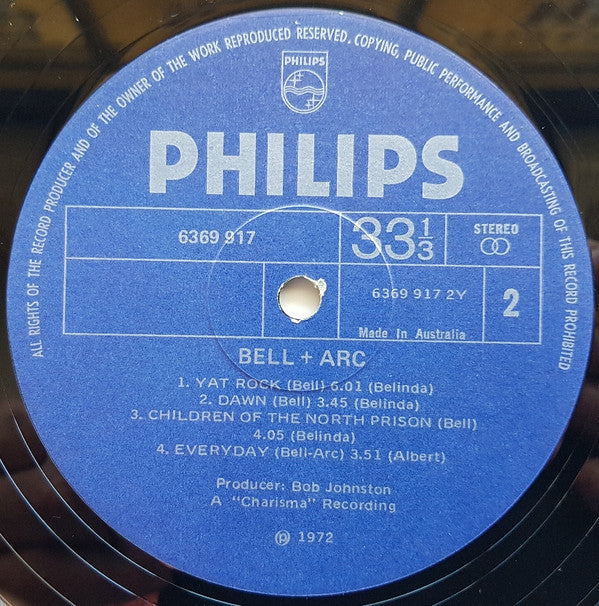 ALL RIGHTS OF THE RECORD PRODUCER AND OF THE OWNER OF THE WORK REPRODUCED RESERVED. COPYING, PUBLIC PERFORMANCE AND BROADCASTING OF THIS RECORD PROHIBITED
PHILIPS
PHILIPS
6369 917
33 1/3
STEREO
6369 917 2Y
2
Made In Australia
BELL + ARC
1. YAT ROCK (Bell) 6.01 (Belinda)
2. DAWN (Bell) 3.45 (Belinda)
3. CHILDREN OF THE NORTH PRISON (Bell)
4.05 (Belinda)
4. EVERYDAY (Bell-Arc) 3.51 (Albert)
Producer: Bob Johnston
A "Charisma" Recording
℗ 1972